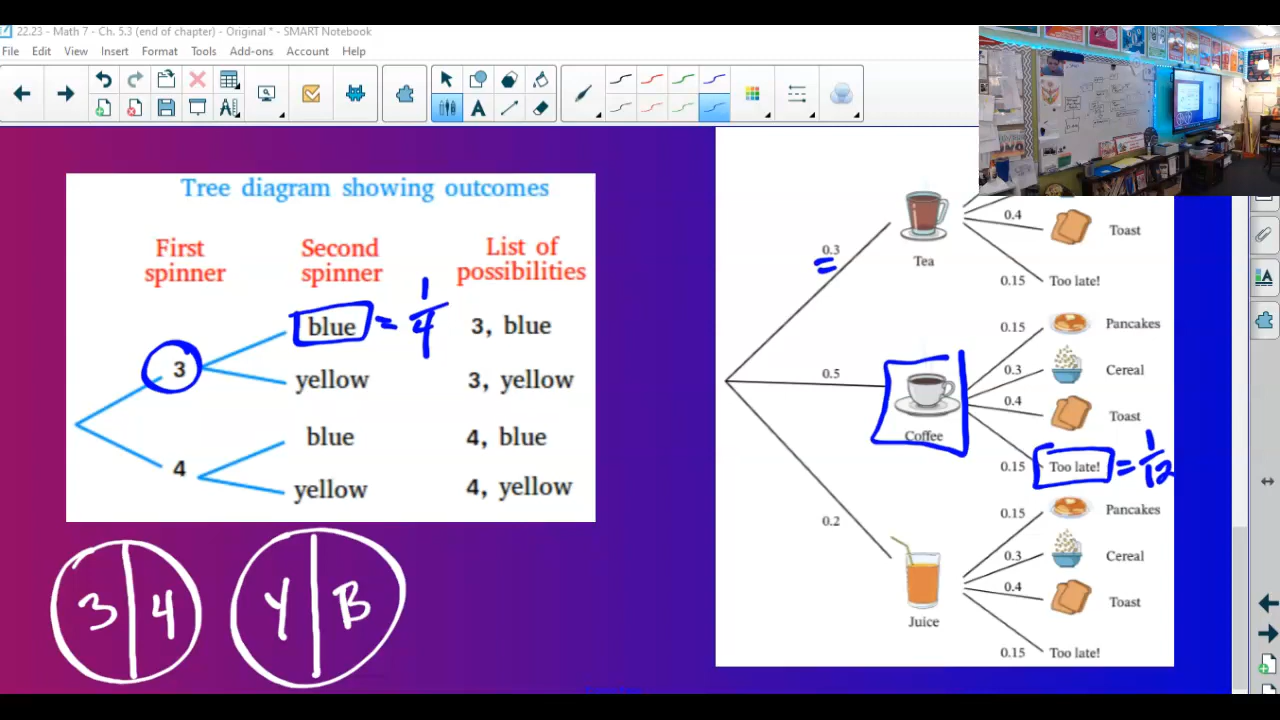 22.23 - Math 7 - Ch. 5.3 (end of chapter) - Original * - SMART Notebook
File Edit View Insert Format Tools Add-ons Account Help
Tree diagram showing outcomes
First spinner
Second spinner
List of possibilities
3
blue = 1/4
3, blue
yellow
3, yellow
4
blue
4, blue
yellow
4, yellow
3 4
Y B
0.3 =
Tea
0.4 Toast
0.15 Too late!
0.5
Coffee
0.15 Pancakes
0.3 Cereal
0.4 Toast
0.15 Too late! = 1/12
0.2
Juice
0.15 Pancakes
0.3 Cereal
0.4 Toast
0.15 Too late!